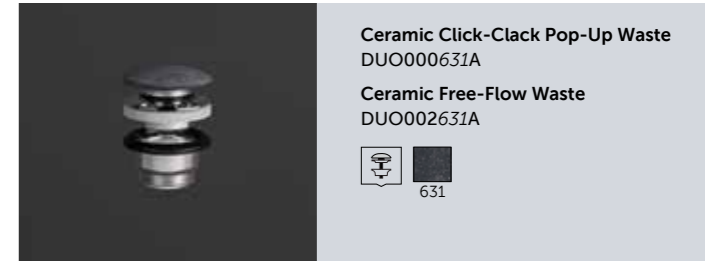 Ceramic Click-Clack Pop-Up Waste
DUO000631A
Ceramic Free-Flow Waste
DUO002631A
631